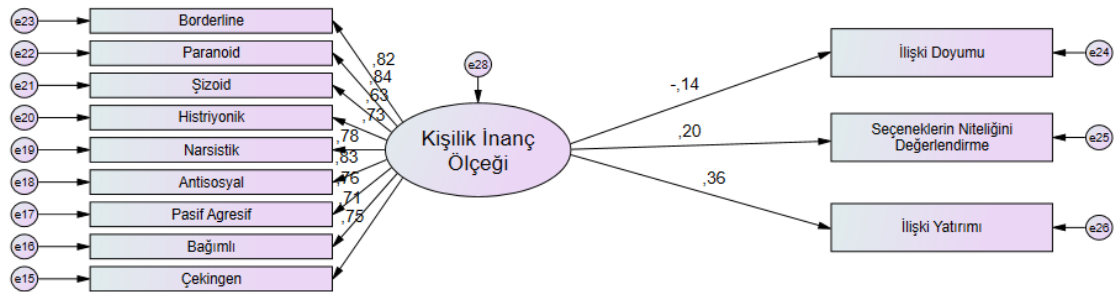 e23
Borderline
e22
Paranoid
e21
Şizoid
e20
Histriyonik
e19
Narsistik
e18
Antisosyal
e17
Pasif Agresif
e16
Bağımlı
e15
Çekingen
,82
,84
,63
,73
,78
,83
,76
,71
,75
e28
Kişilik İnanç
Ölçeği
-,14
,20
,36
İlişki Doyumu
e24
Seçeneklerin Niteliğini
Değerlendirme
e25
İlişki Yatırımı
e26